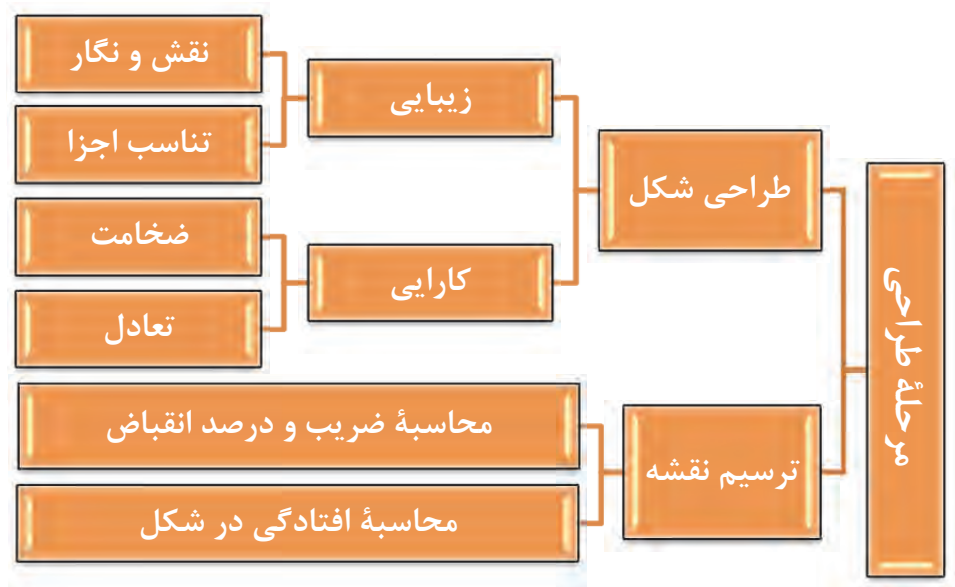 مرحلهٔ طراحی
طراحی شکل
زیبایی
نقش و نگار
تناسب اجزا
کارایی
ضخامت
تعادل
ترسیم نقشه
محاسبهٔ ضریب و درصد انقباض
محاسبهٔ افتادگی در شکل